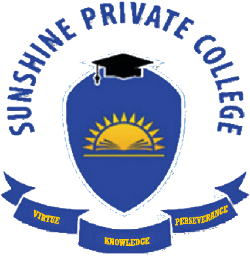 SUNSHINE PRIVATE COLLEGE
VIRTUE
KNOWLEDGE
PERSEVERANCE